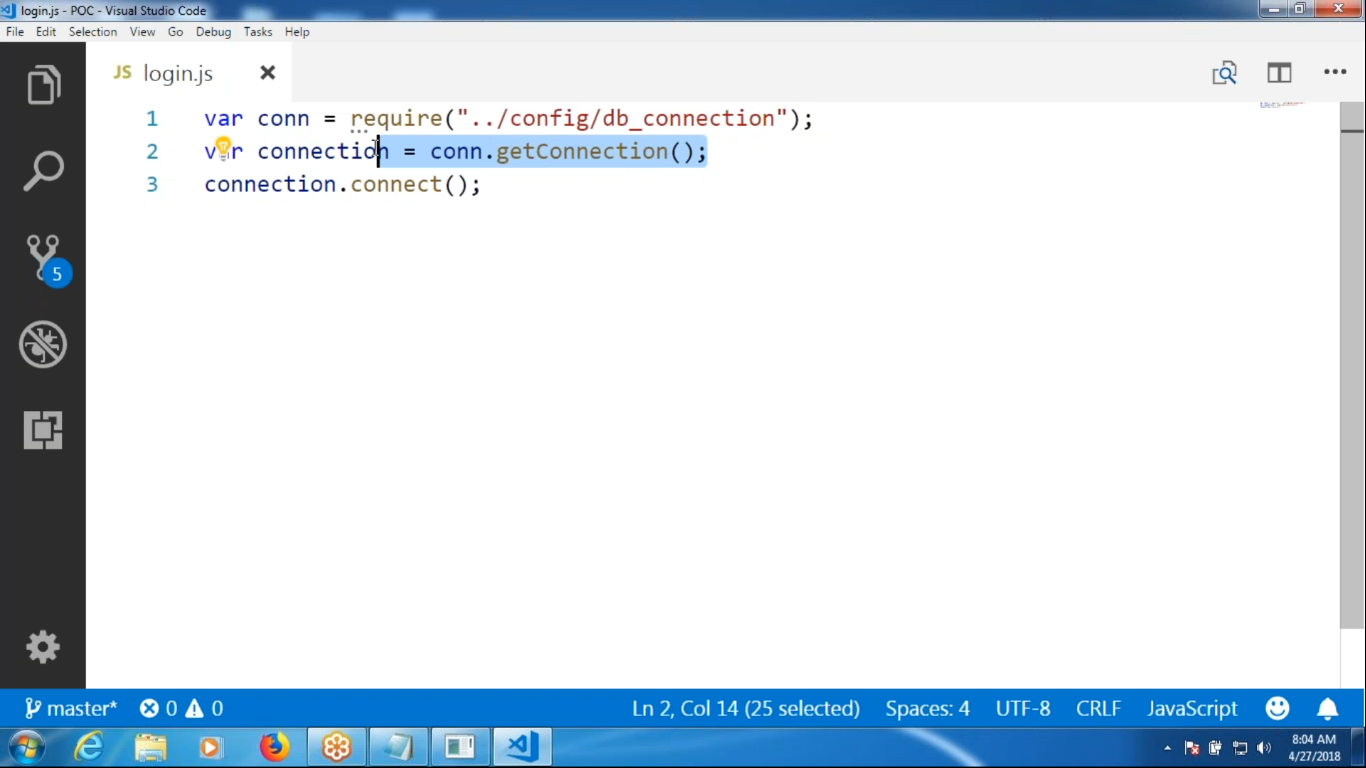 login.js - POC - Visual Studio Code
File Edit Selection View Go Debug Tasks Help
JS login.js
1 var conn = require("../config/db_connection");
2 var connection = conn.getConnection();
3 connection.connect();
5
master* 0 0 Ln 2, Col 14 (25 selected) Spaces: 4 UTF-8 CRLF JavaScript
8:04 AM
4/27/2018